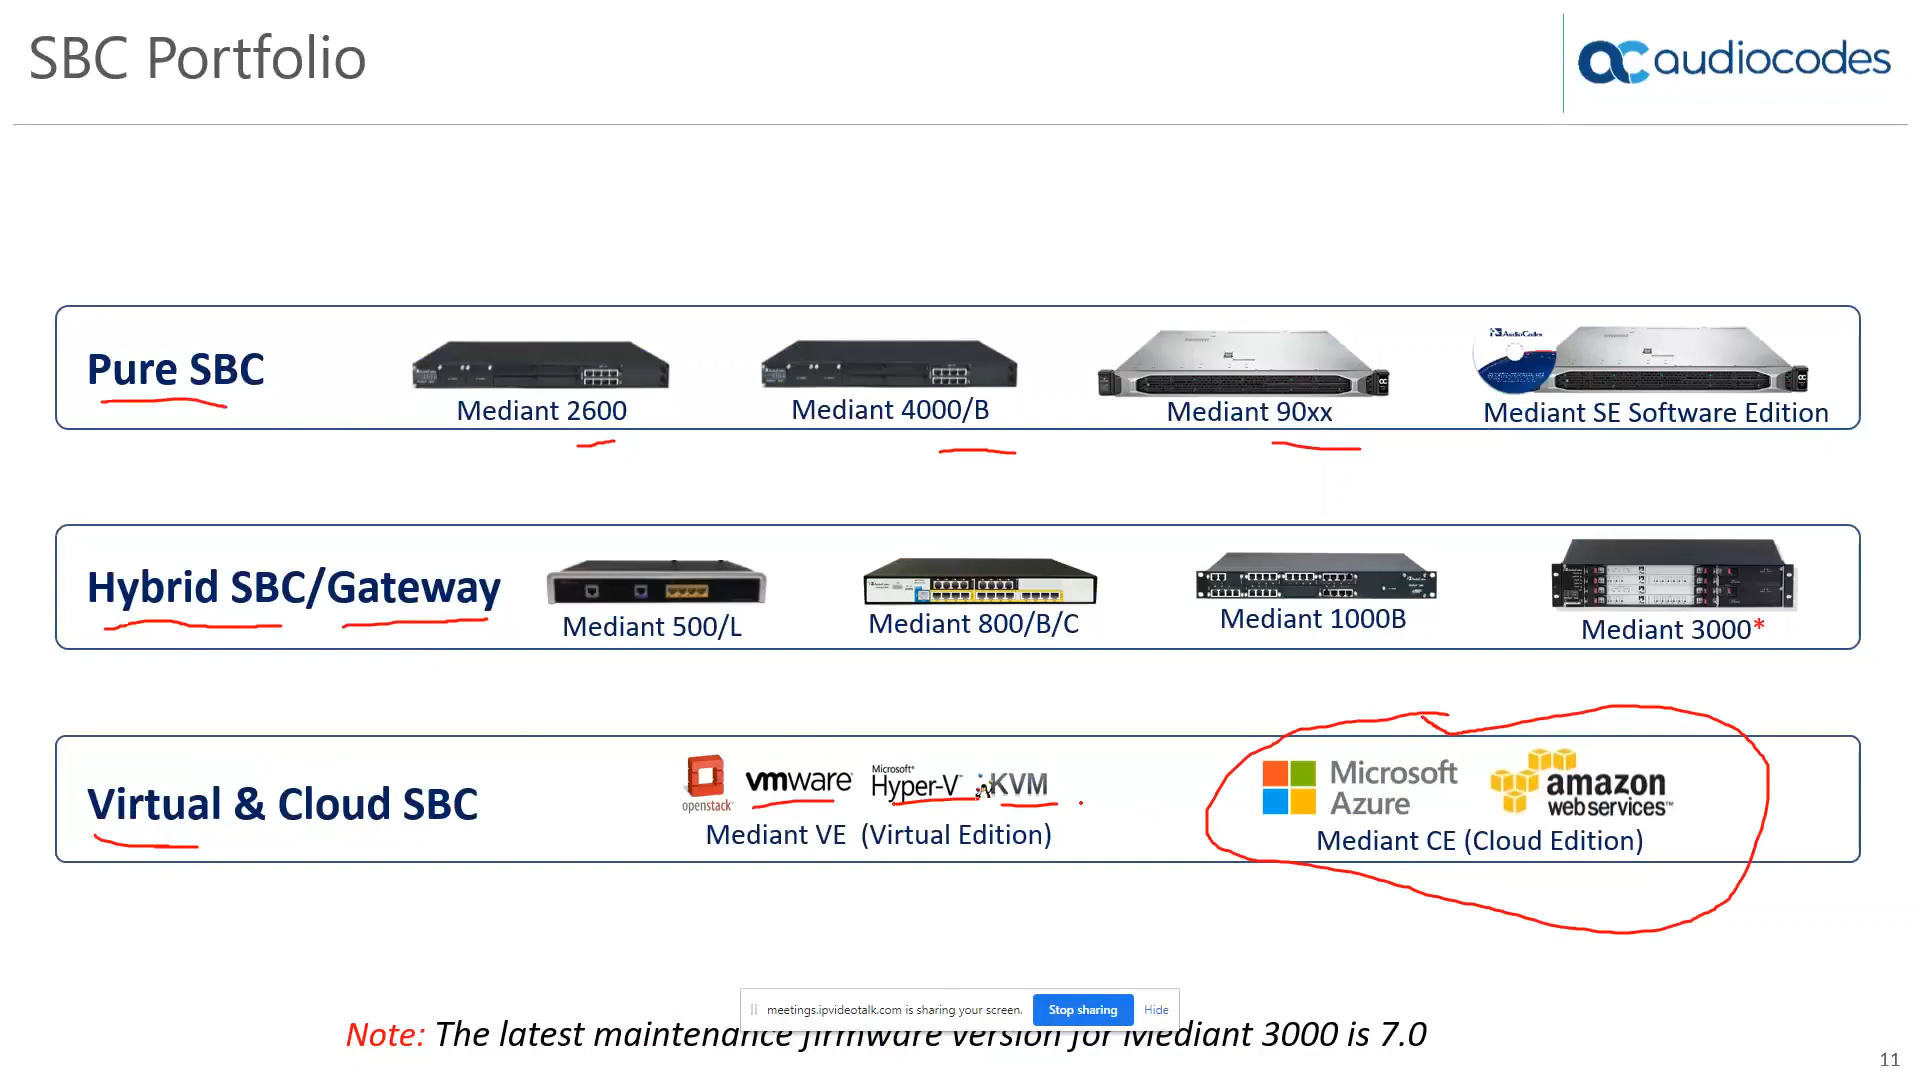 SBC Portfolio
audiocodes
Pure SBC
AudioCodes
Mediant 2600
Mediant 4000/B
Mediant 90xx
Mediant SE Software Edition
Hybrid SBC/Gateway
Mediant 500/L
Mediant 800/B/C
Mediant 1000B
Mediant 3000*
Virtual & Cloud SBC
openstack
vmware
Microsoft
Hyper-V
KVM
Mediant VE (Virtual Edition)
Microsoft
Azure
amazon
webservices
Mediant CE (Cloud Edition)
meetings.ipvideotalk.com is sharing your screen.
Stop sharing
Hide
Note: The latest maintenance firmware version for Mediant 3000 is 7.0
11